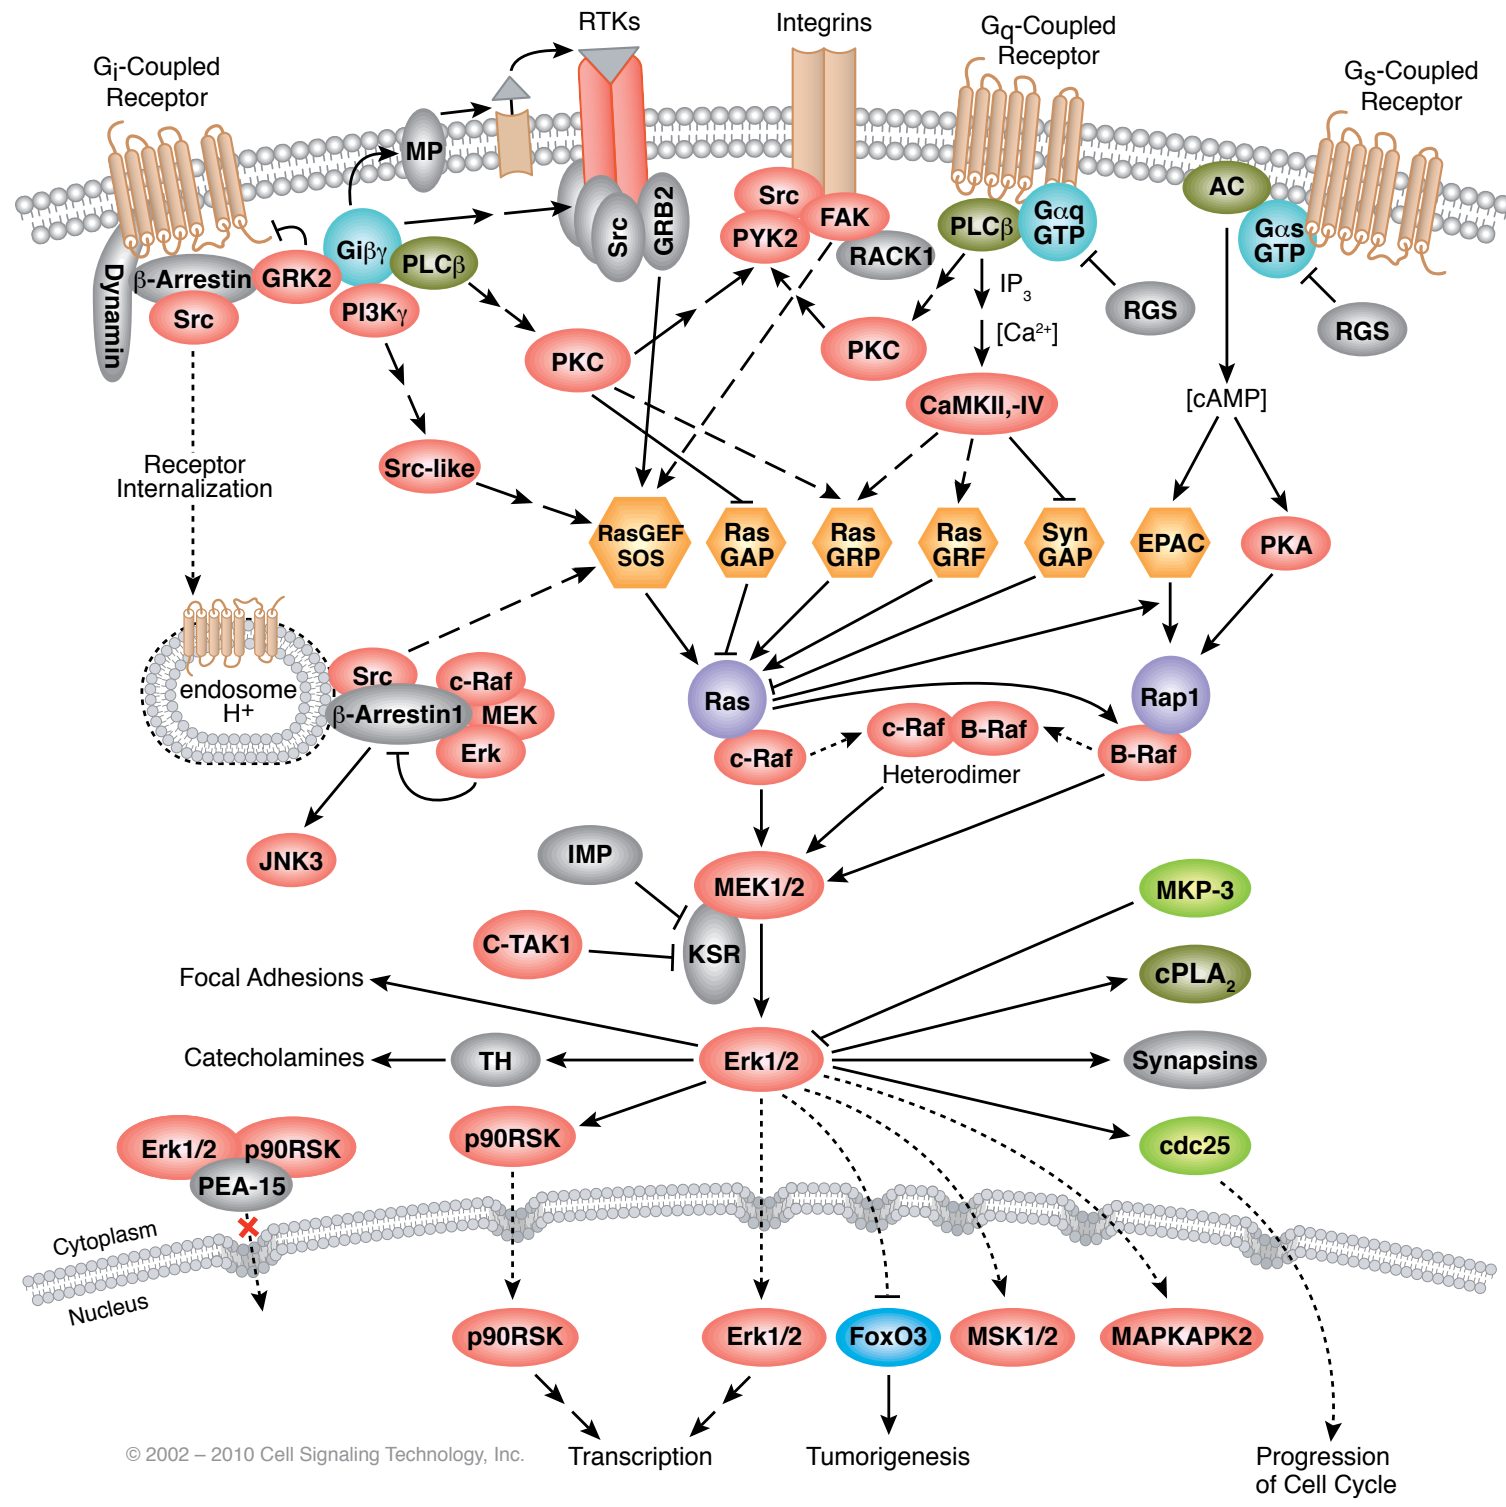 RTKs
Integrins
Gq-Coupled
Receptor
Gi-Coupled
Receptor
Gs-Coupled
Receptor
MP
AC
Src
GRB2
Src
PYK2
FAK
RACK1
PLCβ
Gαq
GTP
Gαs
GTP
Giβγ
PLCβ
GRK2
β-Arrestin
Src
Dynamin
PI3Kγ
IP3
[Ca2+]
RGS
RGS
PKC
PKC
CaMKII,-IV
[cAMP]
Receptor
Internalization
Src-like
RasGEF
SOS
Ras
GAP
Ras
GRP
Ras
GRF
Syn
GAP
EPAC
PKA
endosome
H+
Src
β-Arrestin1
c-Raf
MEK
Erk
Ras
c-Raf
c-Raf
B-Raf
Heterodimer
Rap1
B-Raf
JNK3
IMP
MEK1/2
C-TAK1
KSR
MKP-3
cPLA2
Focal Adhesions
Catecholamines
TH
Erk1/2
Synapsins
cdc25
p90RSK
Erk1/2
p90RSK
PEA-15
Cytoplasm
Nucleus
p90RSK
Erk1/2
FoxO3
MSK1/2
MAPKAPK2
Transcription
Tumorigenesis
Progression
of Cell Cycle
© 2002 – 2010 Cell Signaling Technology, Inc.